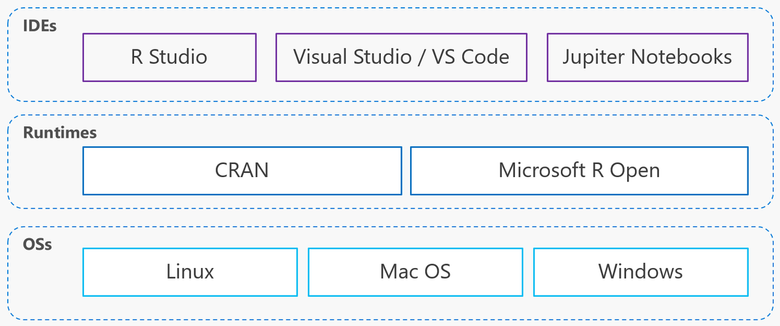 IDEs
R Studio
Visual Studio / VS Code
Jupiter Notebooks
Runtimes
CRAN
Microsoft R Open
OSs
Linux
Mac OS
Windows